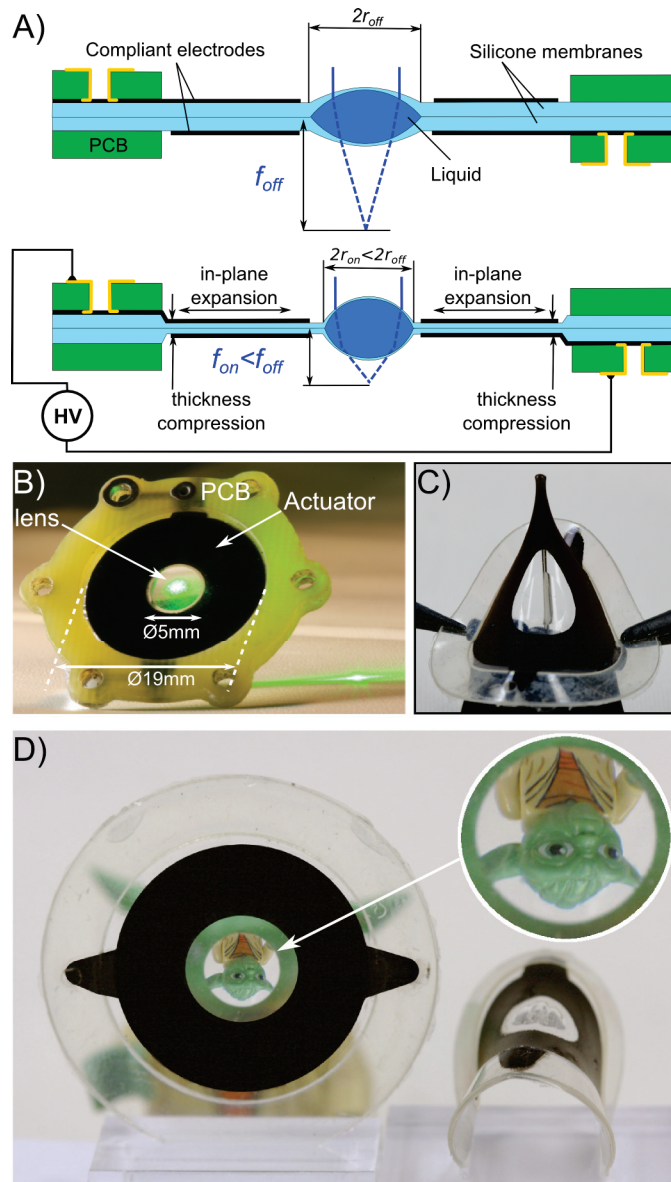 A)
2r_off
Compliant electrodes
Silicone membranes
PCB
f_off
Liquid
2r_on<2r_off
in-plane
expansion
in-plane
expansion
f_on<f_off
HV
thickness
compression
thickness
compression
B)
PCB
Actuator
lens
Ø5mm
Ø19mm
C)
D)